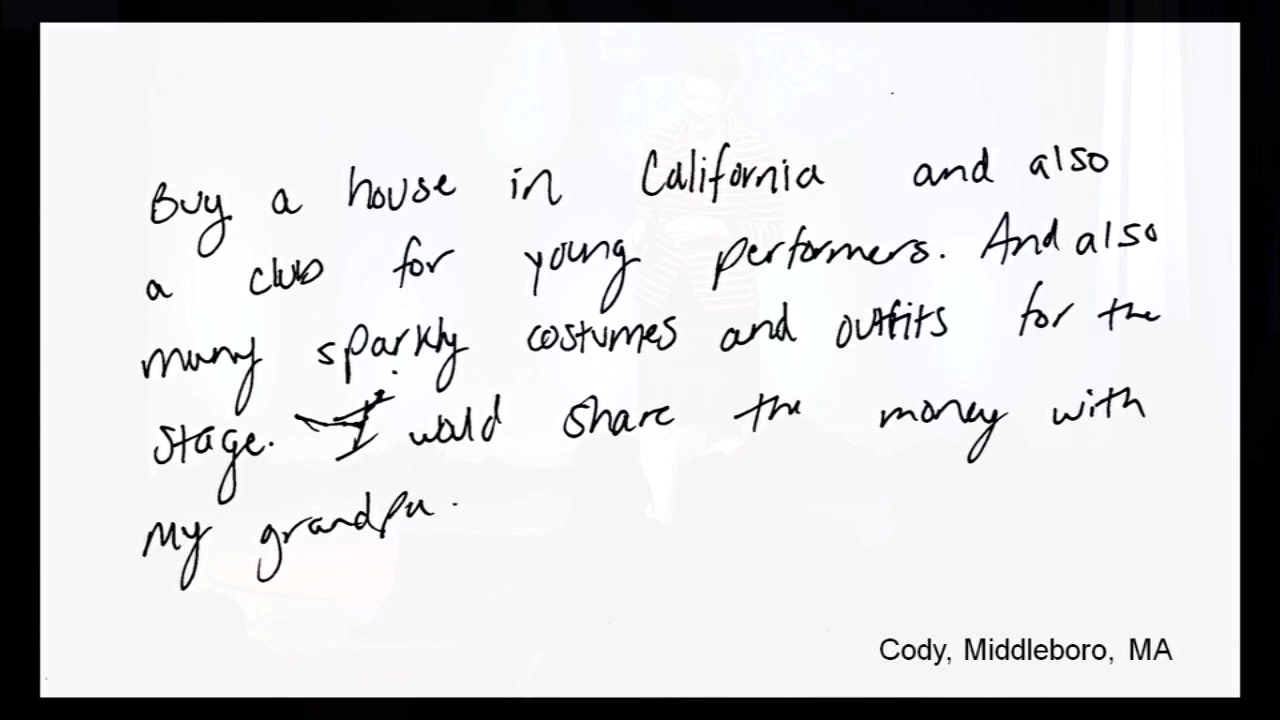 Buy a house in California and also
a club for young performers. And also
many sparkly costumes and outfits for the
stage. I would share the money with
my grandpa.
Cody, Middleboro, MA